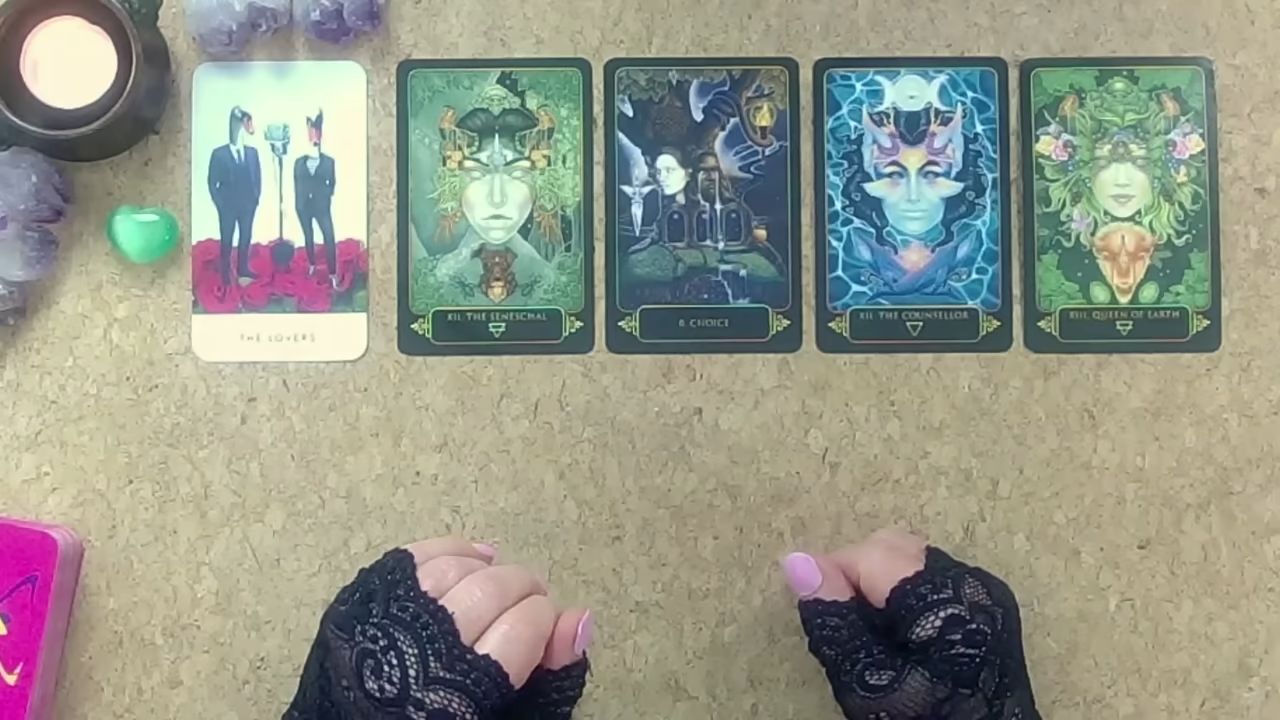 THE LOVERS
XII. THE SENESCHAL
6 CHOICE
XII. THE COUNSELLOR
XIII. QUEEN OF EARTH